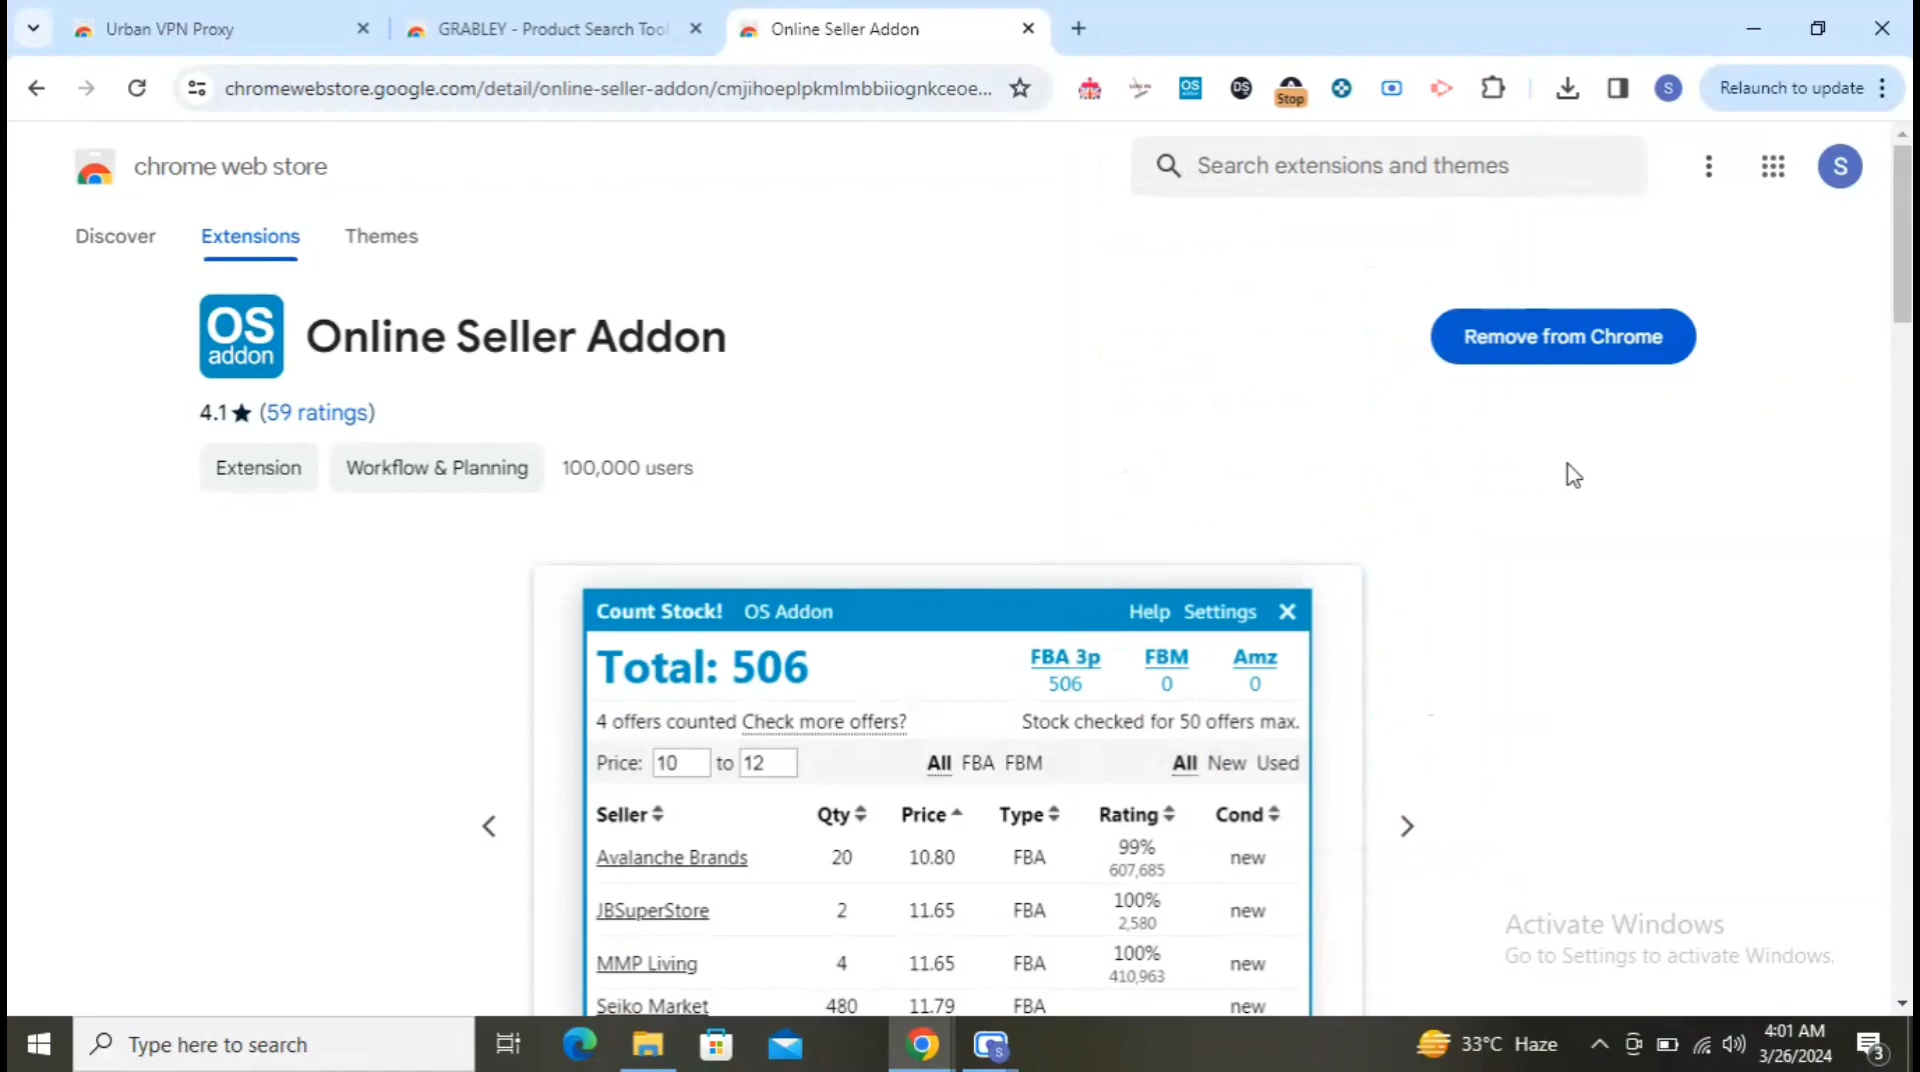 Urban VPN Proxy
GRABLEY - Product Search Tool
Online Seller Addon
chromewebstore.google.com/detail/online-seller-addon/cmjihoeplpkmlmbbiiognkceoe...
OS
DS
Stop
S
Relaunch to update
chrome web store
Search extensions and themes
S
Discover
Extensions
Themes
OS
addon
Online Seller Addon
Remove from Chrome
4.1★ (59 ratings)
Extension
Workflow & Planning
100,000 users
Count Stock! OS Addon Help Settings
Total: 506
FBA 3p FBM Amz
506 0 0
4 offers counted Check more offers? Stock checked for 50 offers max.
Price: 10 to 12 All FBA FBM All New Used
Seller Qty Price Type Rating Cond
Avalanche Brands 20 10.80 FBA 99% 607,685 new
JBSuperStore 2 11.65 FBA 100% 2,580 new
MMP Living 4 11.65 FBA 100% 410,963 new
Seiko Market 480 11.79 FBA new
Activate Windows
Go to Settings to activate Windows.
Type here to search
33°C Haze
4:01 AM
3/26/2024
3